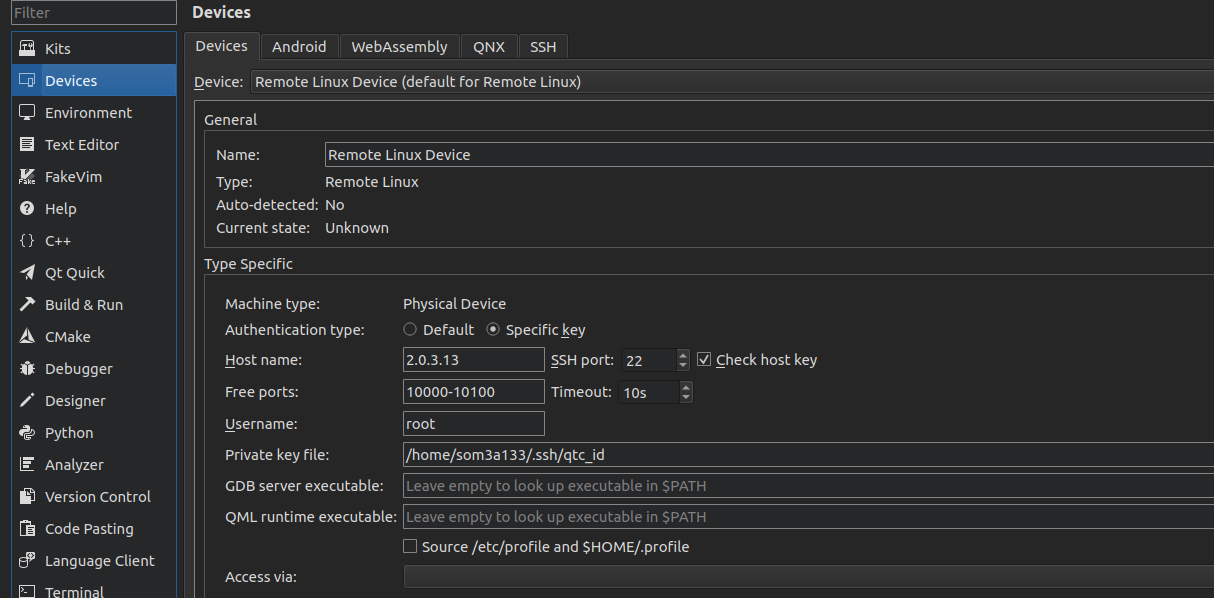 Filter
Kits
Devices
Environment
Text Editor
FakeVim
Help
C++
Qt Quick
Build & Run
CMake
Debugger
Designer
Python
Analyzer
Version Control
Code Pasting
Language Client
Terminal
Devices
Devices Android WebAssembly QNX SSH
Device: Remote Linux Device (default for Remote Linux)
General
Name: Remote Linux Device
Type: Remote Linux
Auto-detected: No
Current state: Unknown
Type Specific
Machine type: Physical Device
Authentication type: Default Specific key
Host name: 2.0.3.13 SSH port: 22 Check host key
Free ports: 10000-10100 Timeout: 10s
Username: root
Private key file: /home/som3a133/.ssh/qtc_id
GDB server executable: Leave empty to look up executable in $PATH
QML runtime executable: Leave empty to look up executable in $PATH
Source /etc/profile and $HOME/.profile
Access via: